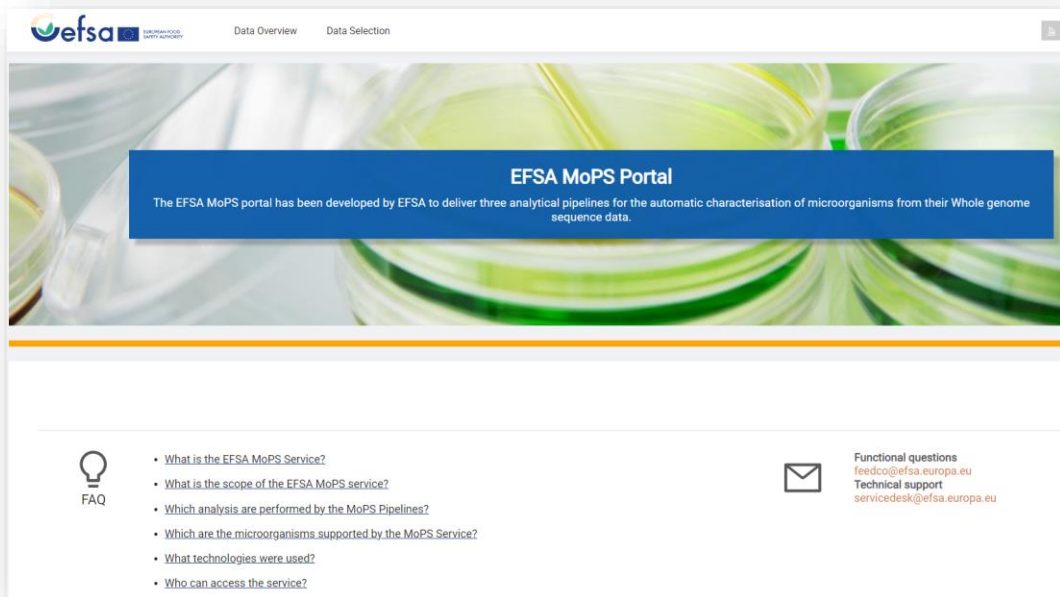 efsa
EUROPEAN FOOD
SAFETY AUTHORITY
Data Overview
Data Selection
EFSA MoPS Portal
The EFSA MoPS portal has been developed by EFSA to deliver three analytical pipelines for the automatic characterisation of microorganisms from their Whole genome
sequence data.
FAQ
• What is the EFSA MoPS Service?
• What is the scope of the EFSA MoPS service?
• Which analysis are performed by the MoPS Pipelines?
• Which are the microorganisms supported by the MoPS Service?
• What technologies were used?
• Who can access the service?
Functional questions
feedco@efsa.europa.eu
Technical support
servicedesk@efsa.europa.eu